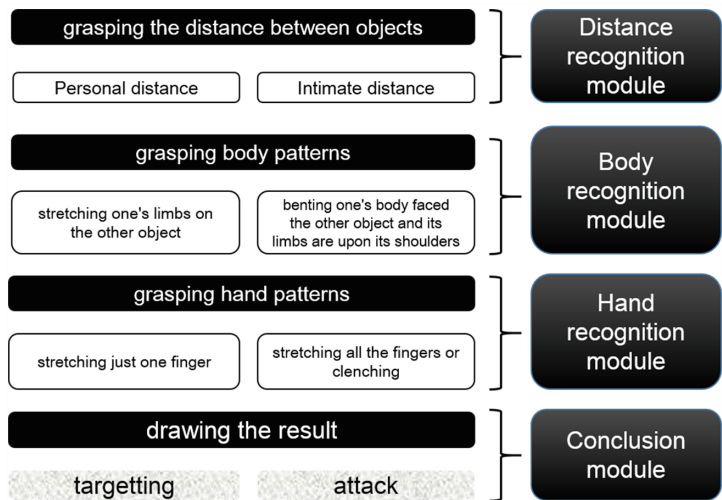 grasping the distance between objects
Personal distance
Intimate distance
Distance
recognition
module
grasping body patterns
stretching one's limbs on
the other object
benting one's body faced
the other object and its
limbs are upon its shoulders
Body
recognition
module
grasping hand patterns
stretching just one finger
stretching all the fingers or
clenching
Hand
recognition
module
drawing the result
targetting
attack
Conclusion
module